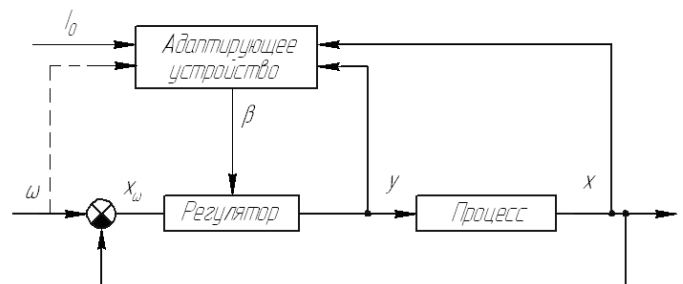 I₀
Адаптирующее
устройство
β
ω
xω
Регулятор
y
Процесс
x